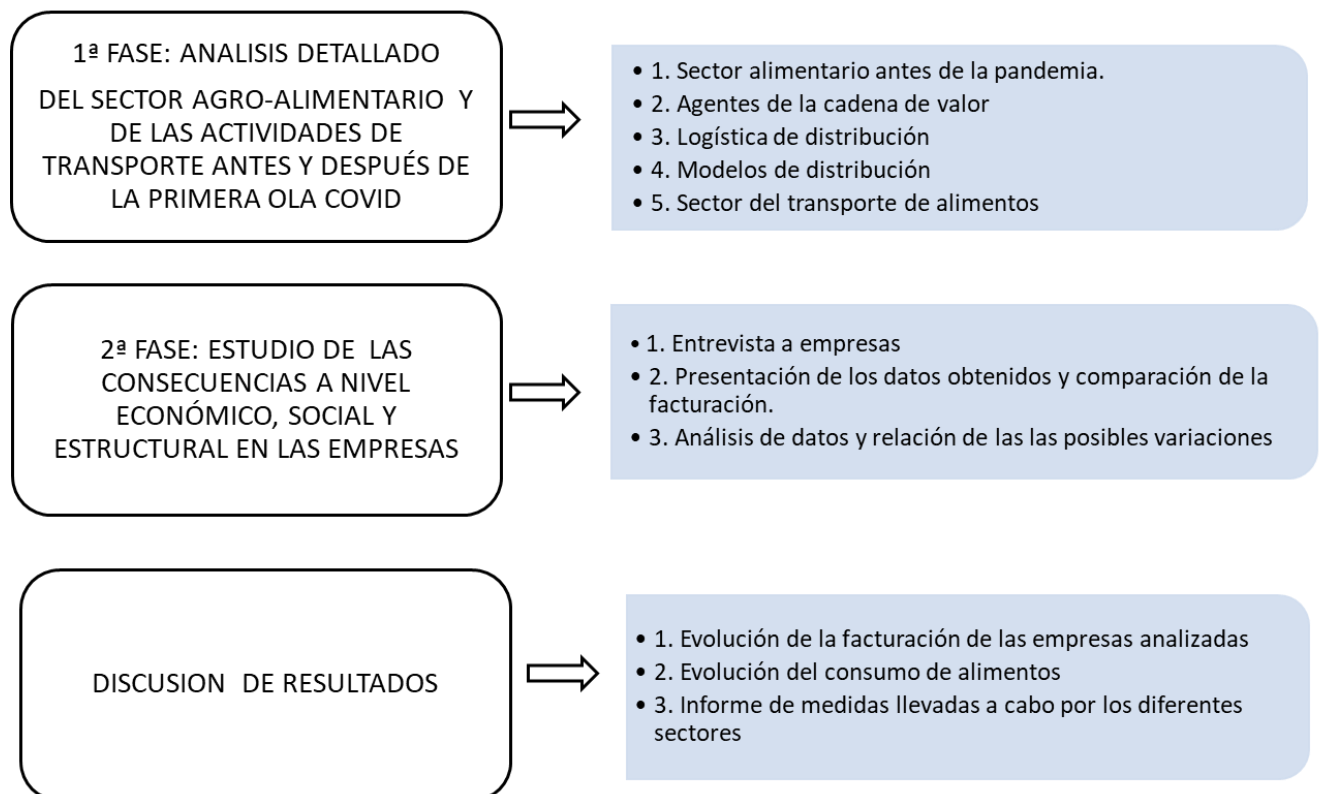 1ª FASE: ANALISIS DETALLADO
DEL SECTOR AGRO-ALIMENTARIO Y
DE LAS ACTIVIDADES DE
TRANSPORTE ANTES Y DESPUÉS DE
LA PRIMERA OLA COVID
• 1. Sector alimentario antes de la pandemia.
• 2. Agentes de la cadena de valor
• 3. Logística de distribución
• 4. Modelos de distribución
• 5. Sector del transporte de alimentos
2ª FASE: ESTUDIO DE LAS
CONSECUENCIAS A NIVEL
ECONÓMICO, SOCIAL Y
ESTRUCTURAL EN LAS EMPRESAS
• 1. Entrevista a empresas
• 2. Presentación de los datos obtenidos y comparación de la
facturación.
• 3. Análisis de datos y relación de las las posibles variaciones
DISCUSION DE RESULTADOS
• 1. Evolución de la facturación de las empresas analizadas
• 2. Evolución del consumo de alimentos
• 3. Informe de medidas llevadas a cabo por los diferentes
sectores